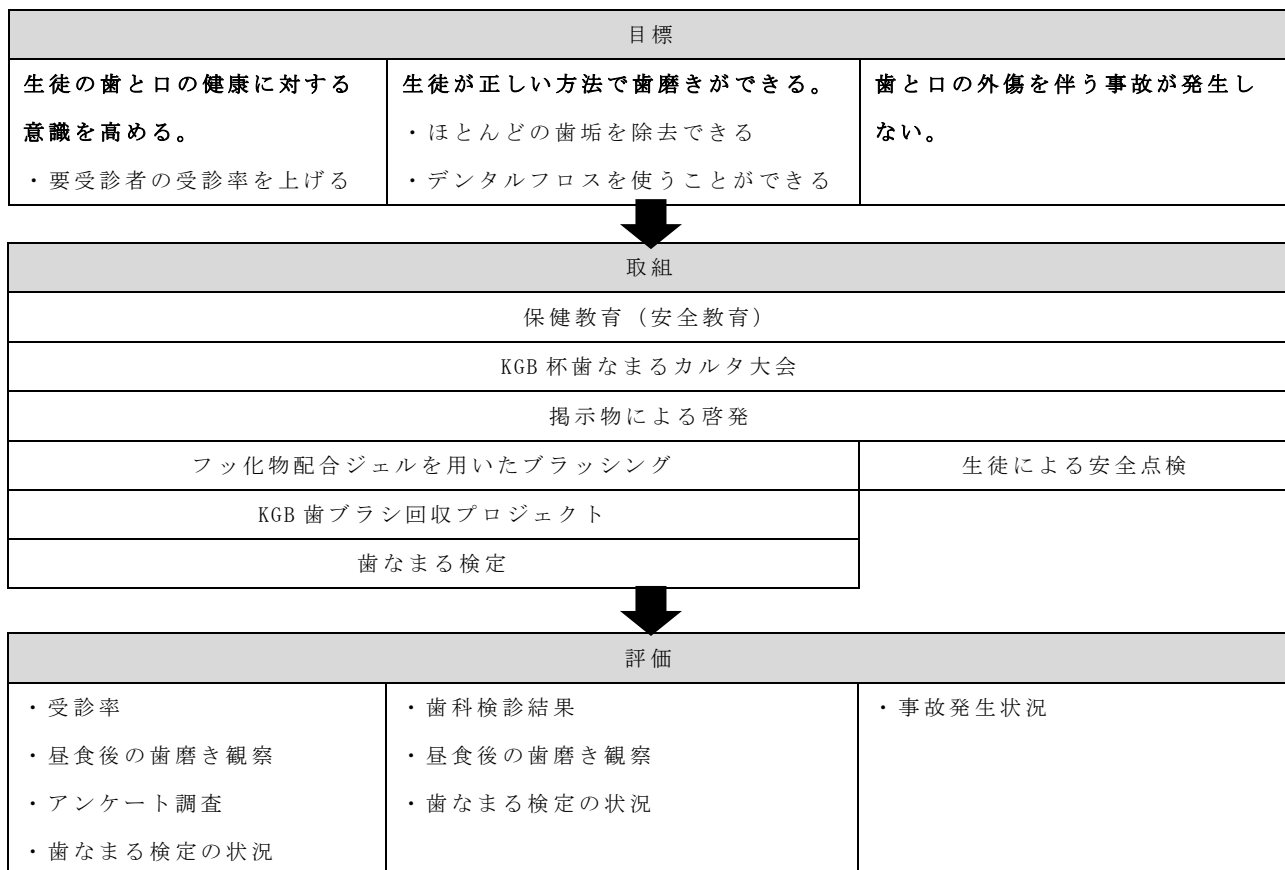 目標
生徒の歯と口の健康に対する
意識を高める。
・要受診者の受診率を上げる
生徒が正しい方法で歯磨きができる。
・ほとんどの歯垢を除去できる
・デンタルフロスを使うことができる
歯と口の外傷を伴う事故が発生し
ない。
取組
保健教育（安全教育）
KGB杯歯なまるカルタ大会
掲示物による啓発
フッ化物配合ジェルを用いたブラッシング
生徒による安全点検
KGB歯ブラシ回収プロジェクト
歯なまる検定
評価
・受診率
・昼食後の歯磨き観察
・アンケート調査
・歯なまる検定の状況
・歯科検診結果
・昼食後の歯磨き観察
・歯なまる検定の状況
・事故発生状況